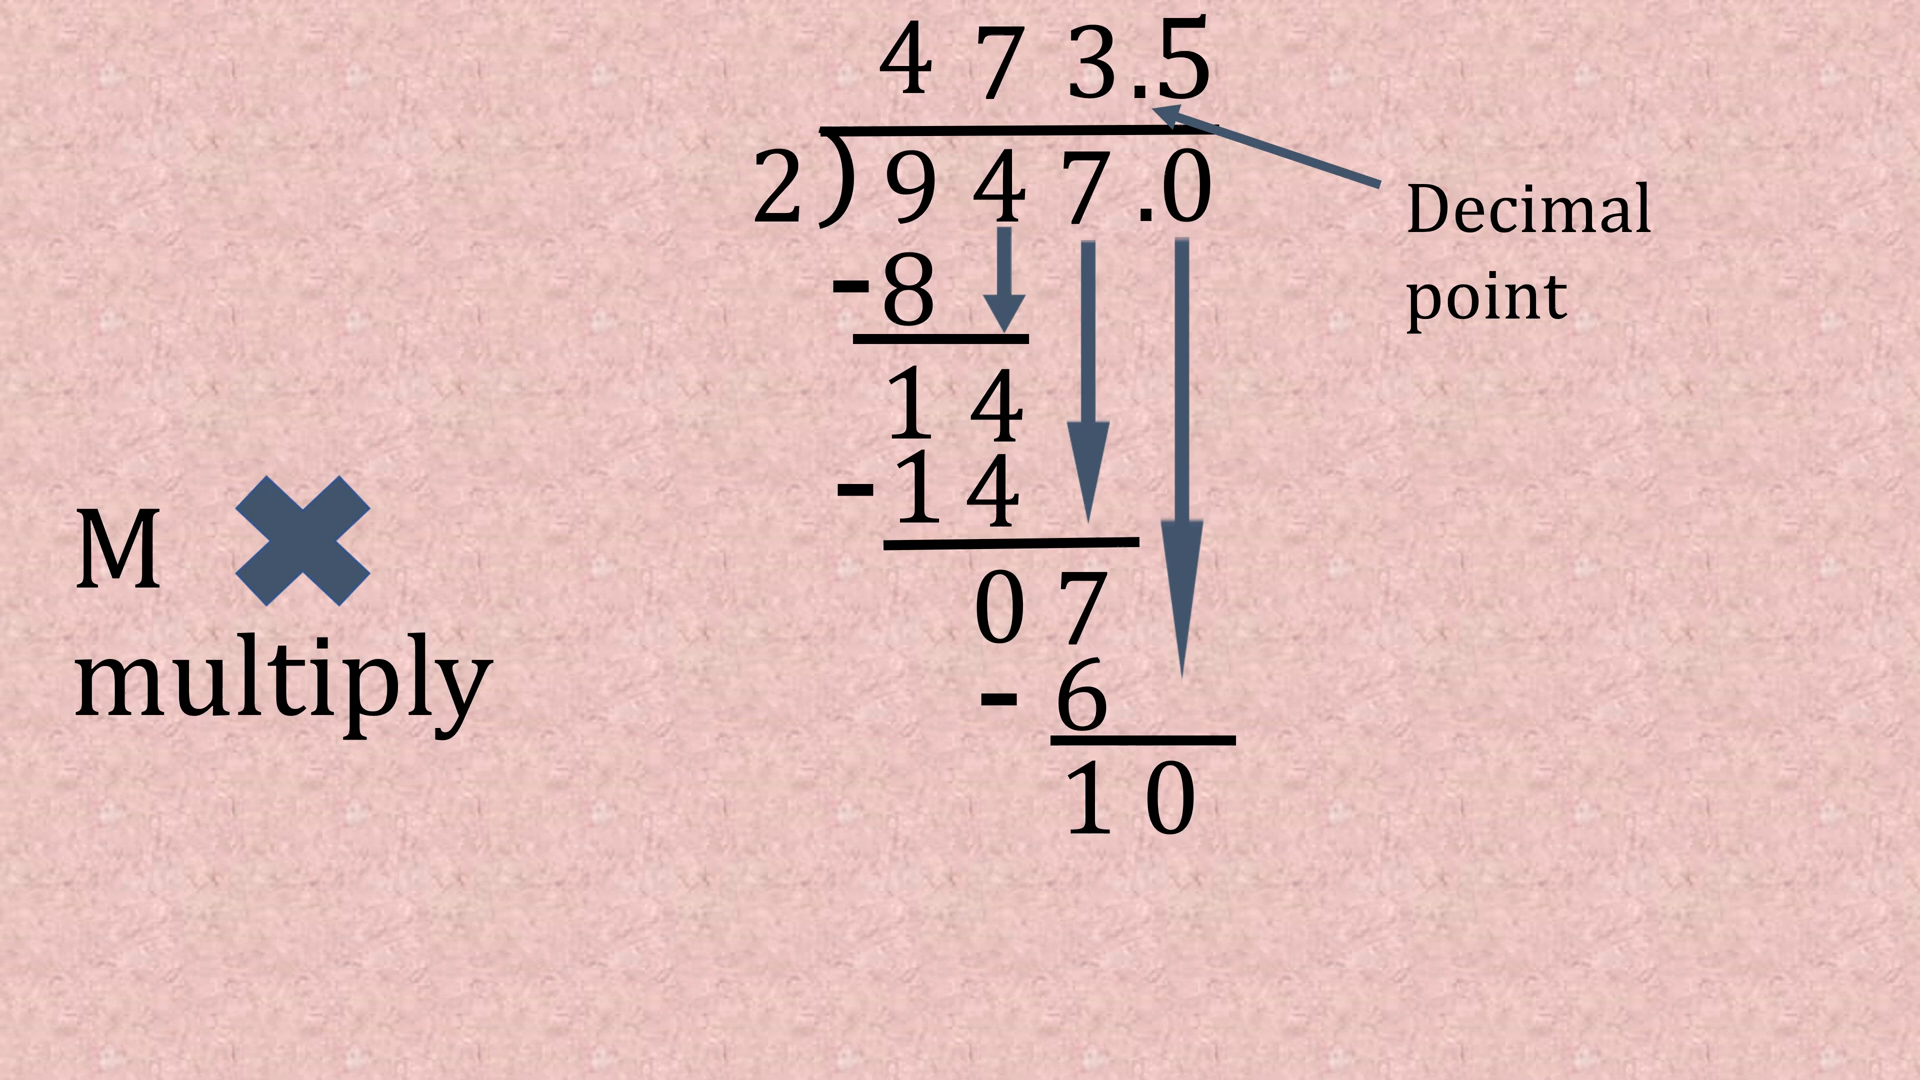 4 7 3.5
2) 9 4 7 .0
Decimal
point
-8
1 4
-1 4
0 7
- 6
1 0
M
multiply